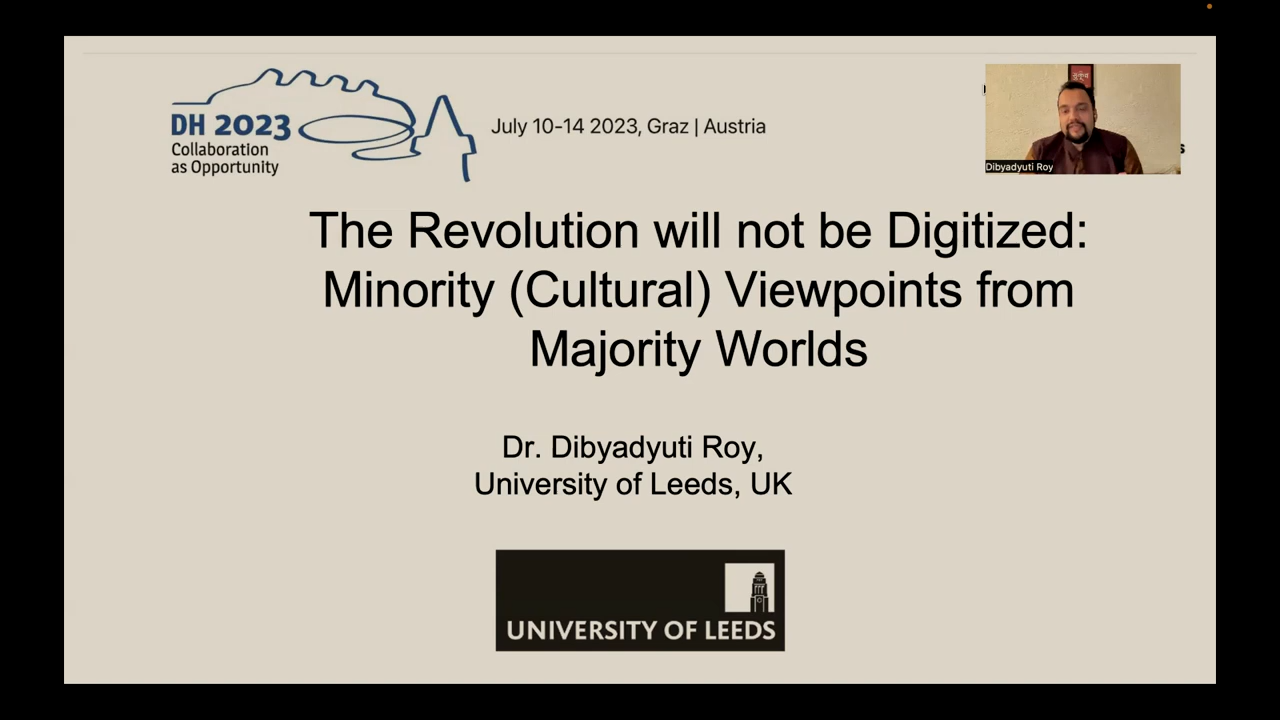 DH 2023
Collaboration
as Opportunity
July 10-14 2023, Graz | Austria
Dibyadyuti Roy
The Revolution will not be Digitized:
Minority (Cultural) Viewpoints from
Majority Worlds
Dr. Dibyadyuti Roy,
University of Leeds, UK
UNIVERSITY OF LEEDS